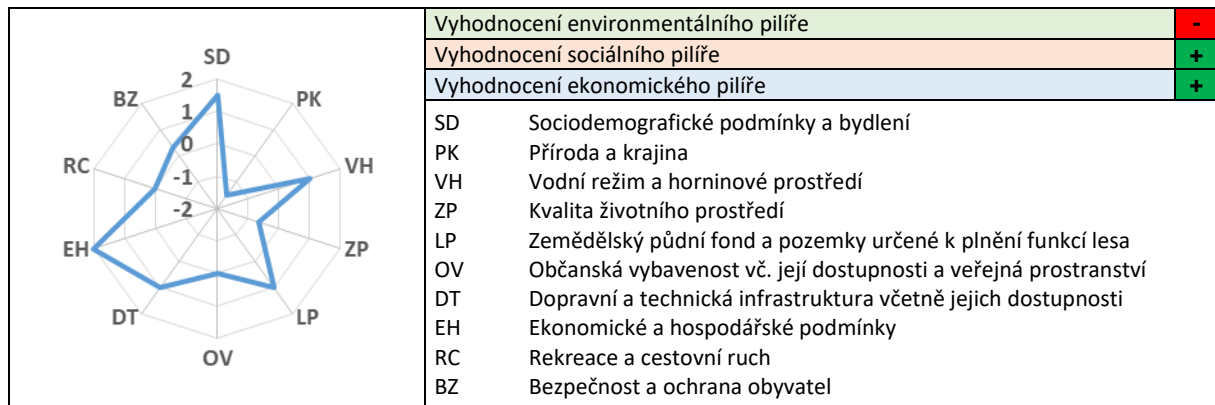 SD
2
BZ
PK
1
0
RC
VH
-1
-2
EH
ZP
DT
LP
OV
Vyhodnocení environmentálního pilíře -
Vyhodnocení sociálního pilíře +
Vyhodnocení ekonomického pilíře +
SD Sociodemografické podmínky a bydlení
PK Příroda a krajina
VH Vodní režim a horninové prostředí
ZP Kvalita životního prostředí
LP Zemědělský půdní fond a pozemky určené k plnění funkcí lesa
OV Občanská vybavenost vč. její dostupnosti a veřejná prostranství
DT Dopravní a technická infrastruktura včetně jejich dostupnosti
EH Ekonomické a hospodářské podmínky
RC Rekreace a cestovní ruch
BZ Bezpečnost a ochrana obyvatel